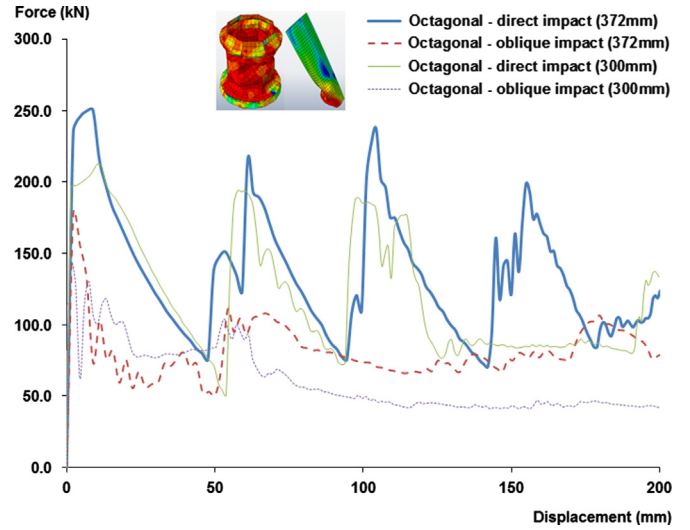 Force (kN)
300.0
250.0
200.0
150.0
100.0
50.0
0.0
Octagonal - direct impact (372mm)
Octagonal - oblique impact (372mm)
Octagonal - direct impact (300mm)
Octagonal - oblique impact (300mm)
0 50 100 150 200
Displacement (mm)